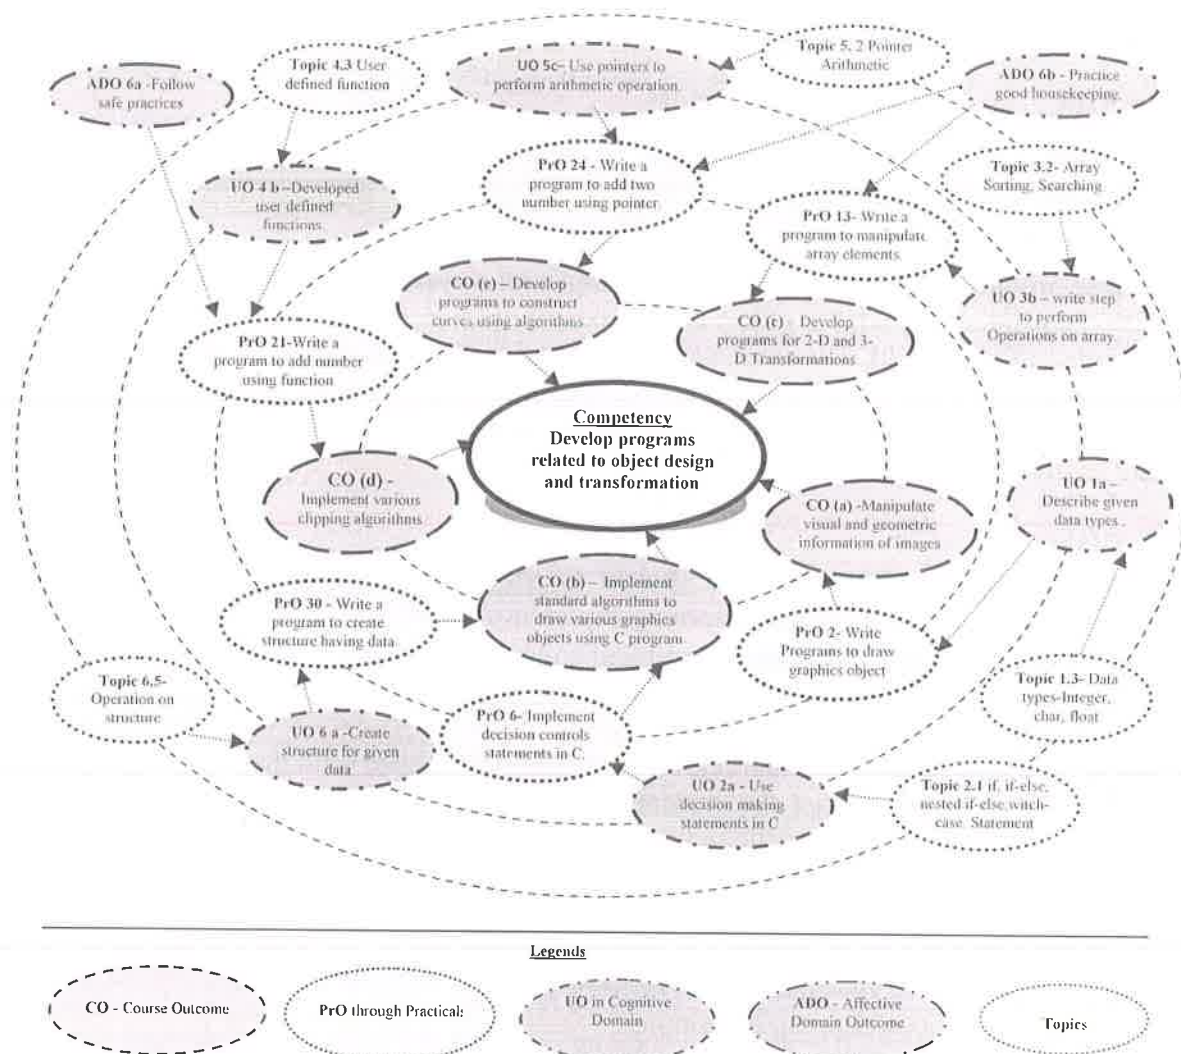 Topic 4.3 User
defined function
UO 5c– Use pointers to
perform arithmetic operation.
Topic 5. 2 Pointer
Arithmetic
ADO 6a -Follow
safe practices
ADO 6b - Practice
good housekeeping.
UO 4 b –Developed
user defined
functions.
PrO 24 - Write a
program to add two
number using pointer.
Topic 3.2- Array
Sorting, Searching
PrO 13- Write a
program to manipulate
array elements.
CO (e) – Develop
programs to construct
curves using algorithms
CO (c) - Develop
programs for 2-D and 3-
D Transformations
UO 3b – write step
to perform
Operations on array.
PrO 21-Write a
program to add number
using function
Competency
Develop programs
related to object design
and transformation
CO (d) -
Implement various
clipping algorithms
CO (a) -Manipulate
visual and geometric
information of images
UO 1a –
Describe given
data types .
PrO 30 - Write a
program to create
structure having data.
CO (b) – Implement
standard algorithms to
draw various graphics
objects using C program.
PrO 2- Write
Programs to draw
graphics object
Topic 6.5-
Operation on
structure
UO 6 a -Create
structure for given
data.
PrO 6- Implement
decision controls
statements in C.
Topic 1.3- Data
types-Integer,
char, float
UO 2a - Use
decision making
statements in C
Topic 2.1 if, if-else,
nested if-else,witch-
case, Statement
Legends
CO - Course Outcome
PrO through Practicals
UO in Cognitive
Domain
ADO - Affective
Domain Outcome
Topics